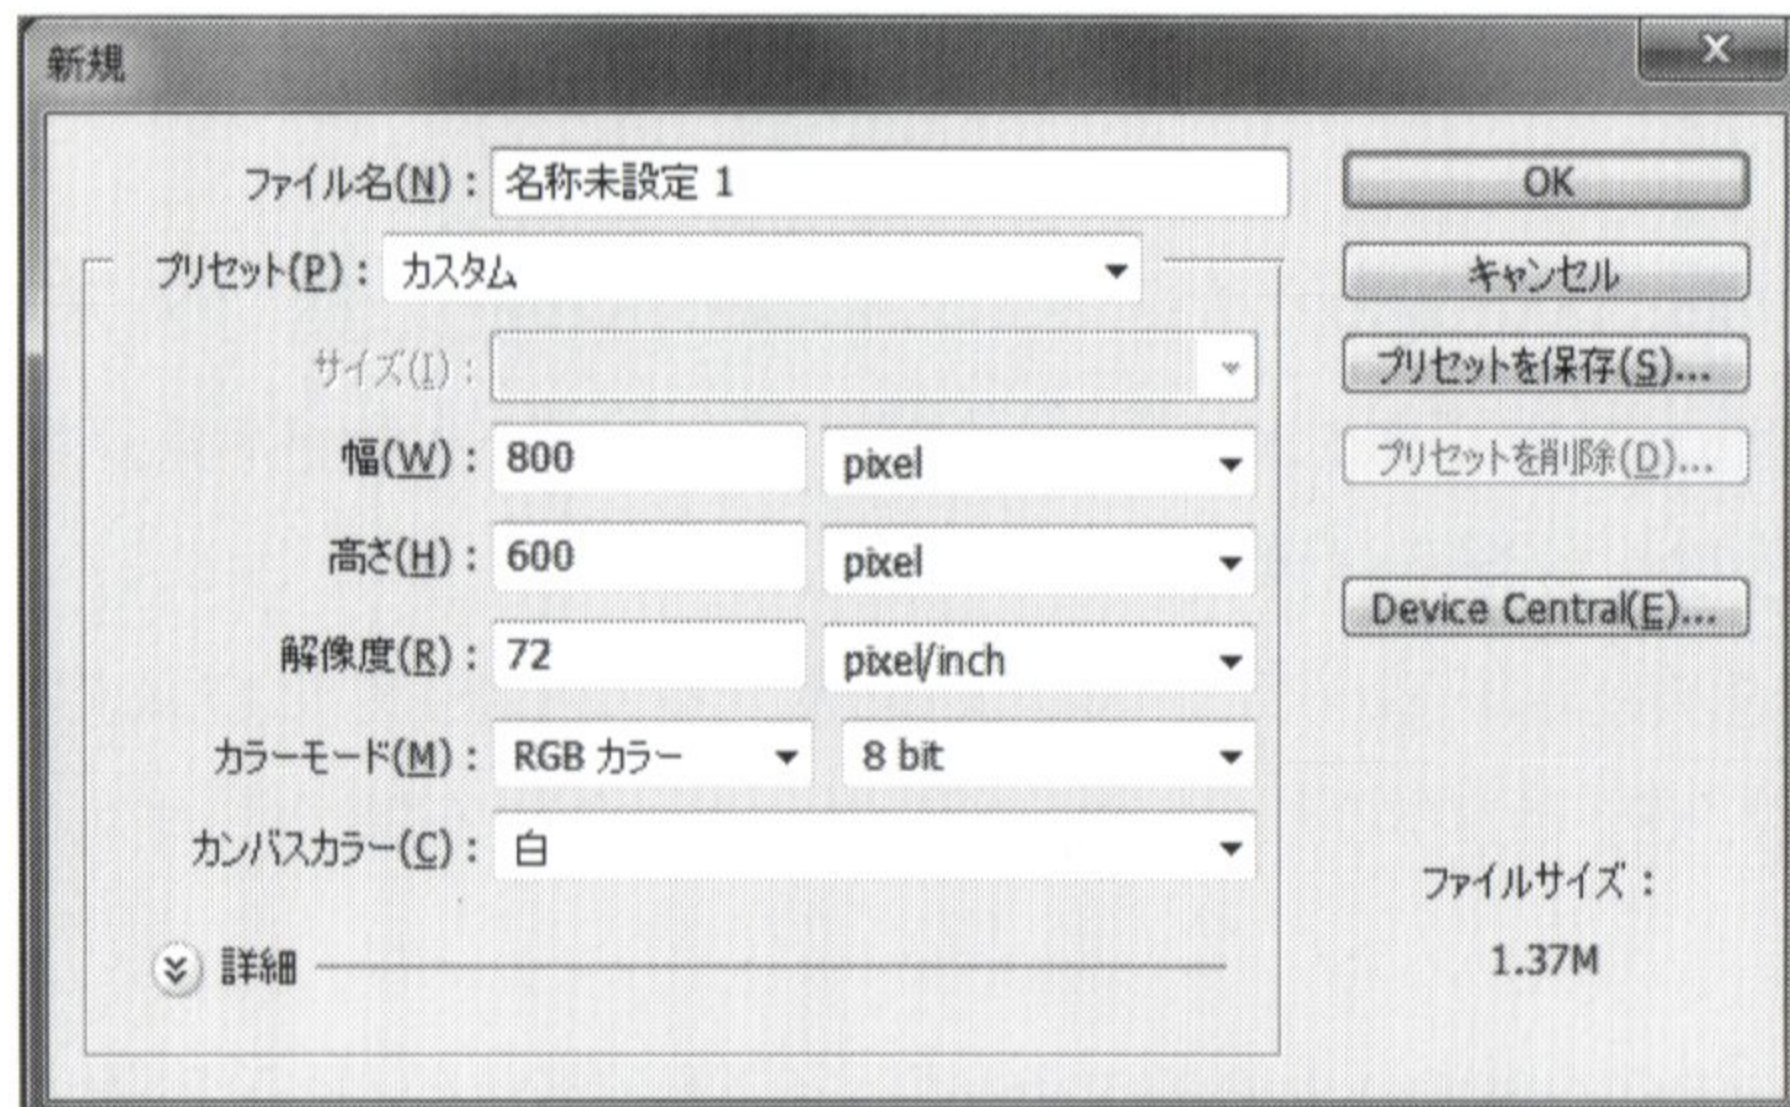 新規
ファイル名(N)： 名称未設定 1
プリセット(P)： カスタム
サイズ(I)：
幅(W)： 800 pixel
高さ(H)： 600 pixel
解像度(R)： 72 pixel/inch
カラーモード(M)： RGB カラー 8 bit
カンバスカラー(C)： 白
詳細
OK
キャンセル
プリセットを保存(S)...
プリセットを削除(D)...
Device Central(E)...
ファイルサイズ：
1.37M